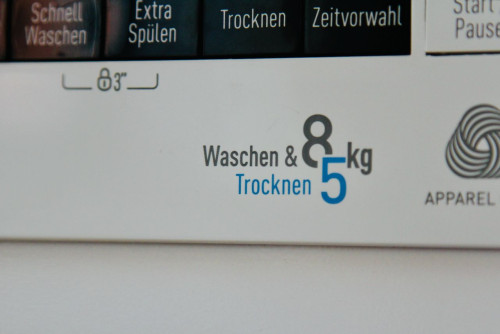 Schnell
Waschen
Extra
Spülen
Trocknen
Zeitvorwahl
Start
Pause
3"
Waschen & 8 kg
Trocknen 5
APPAREL